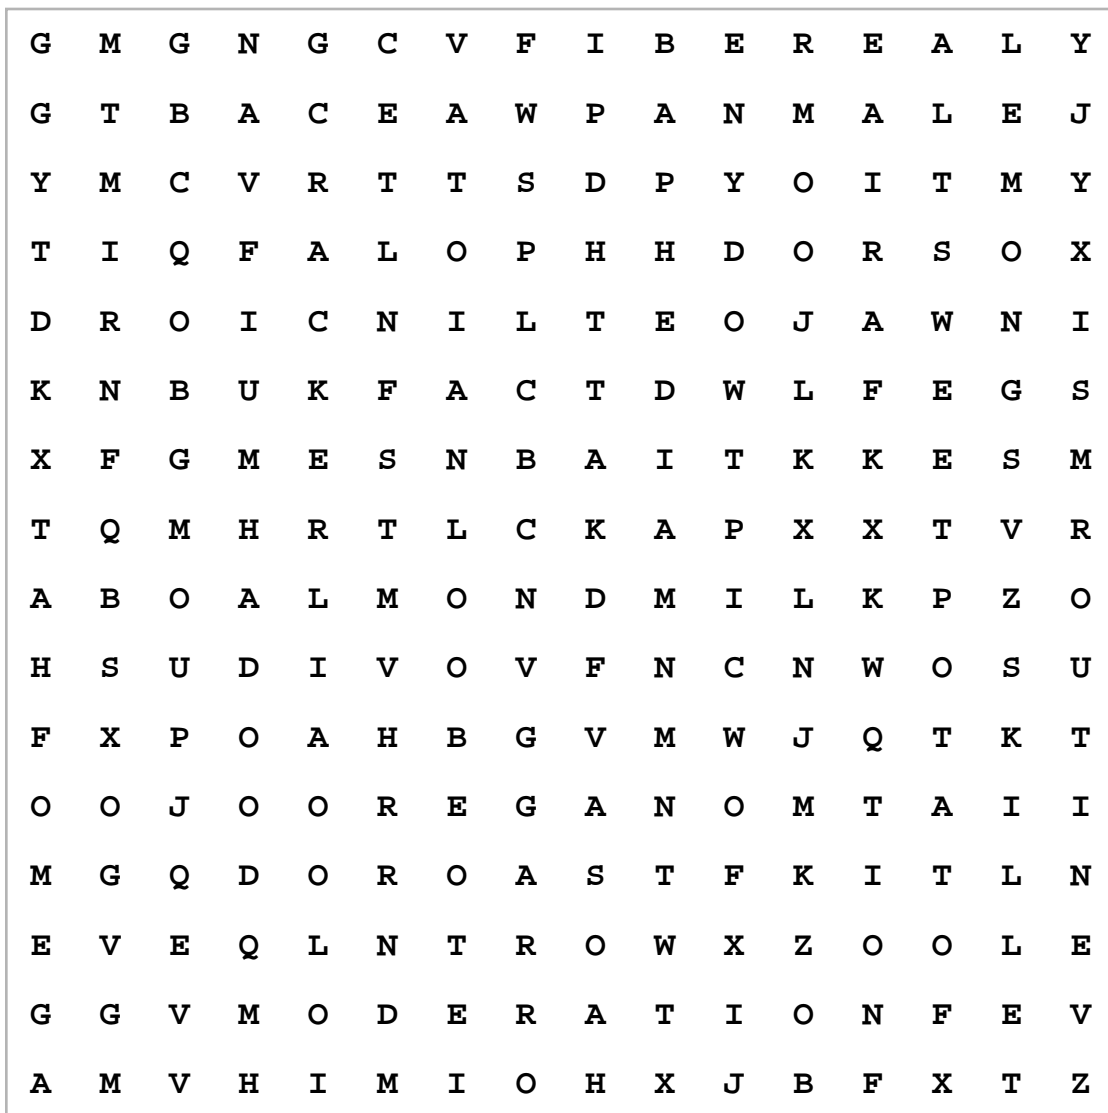 G M G N G C V F I B E R E A L Y
G T B A C E A W P A N M A L E J
Y M C V R T T S D P Y O I T M Y
T I Q F A L O P H H D O R S O X
D R O I C N I L T E O J A W N I
K N B U K F A C T D W L F E G S
X F G M E S N B A I T K K E S M
T Q M H R T L C K A P X X T V R
A B O A L M O N D M I L K P Z O
H S U D I V O V F N C N W O S U
F X P O A H B G V M W J Q T K T
O O J O O R E G A N O M T A I I
M G Q D O R O A S T F K I T L N
E V E Q L N T R O W X Z O O L E
G G V M O D E R A T I O N F E V
A M V H I M I O H X J B F X T Z